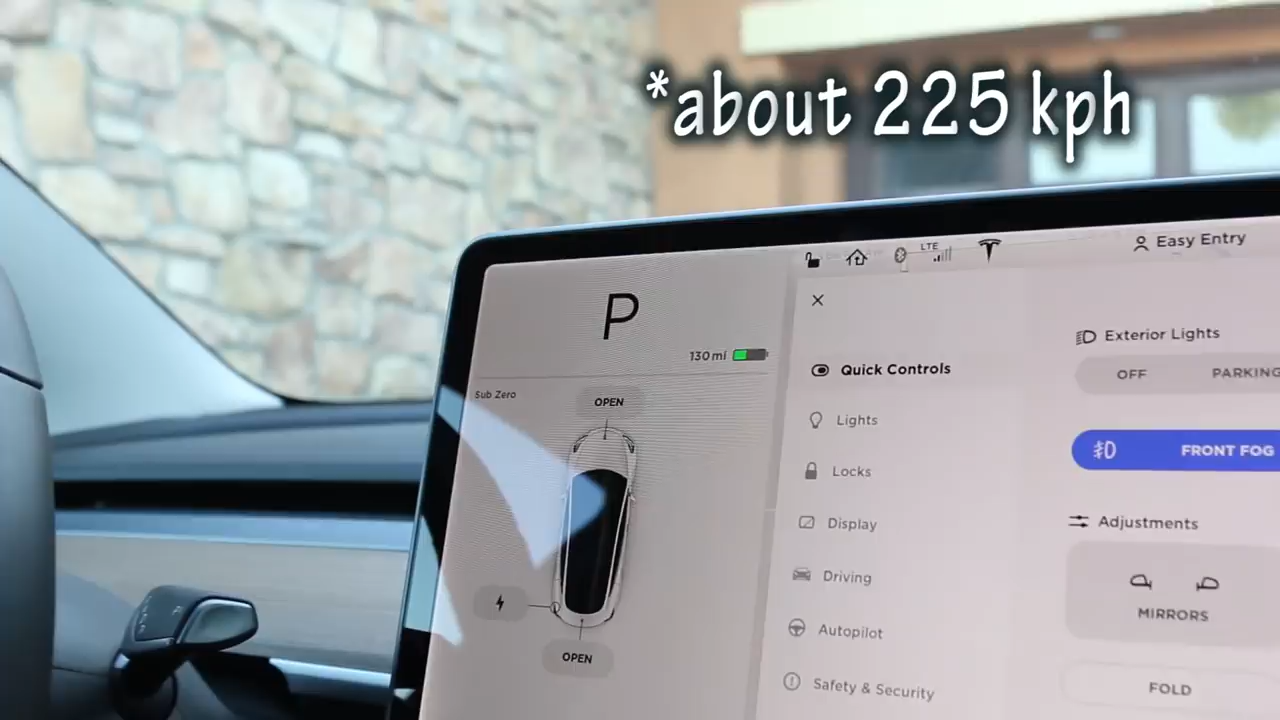 *about 225 kph
LTE
Easy Entry
P
130 mi
Sub Zero
OPEN
OPEN
Quick Controls
Lights
Locks
Display
Driving
Autopilot
Safety & Security
Exterior Lights
OFF
PARKING
FRONT FOG
Adjustments
MIRRORS
FOLD